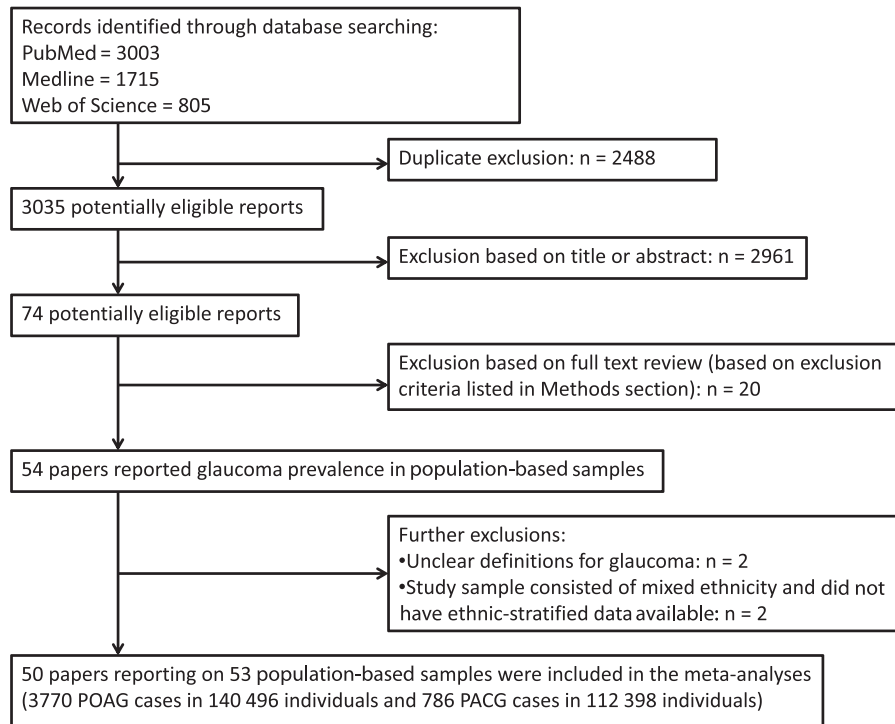 Records identified through database searching:
PubMed = 3003
Medline = 1715
Web of Science = 805
Duplicate exclusion: n = 2488
3035 potentially eligible reports
Exclusion based on title or abstract: n = 2961
74 potentially eligible reports
Exclusion based on full text review (based on exclusion
criteria listed in Methods section): n = 20
54 papers reported glaucoma prevalence in population-based samples
Further exclusions:
•Unclear definitions for glaucoma: n = 2
•Study sample consisted of mixed ethnicity and did not
have ethnic-stratified data available: n = 2
50 papers reporting on 53 population-based samples were included in the meta-analyses
(3770 POAG cases in 140 496 individuals and 786 PACG cases in 112 398 individuals)